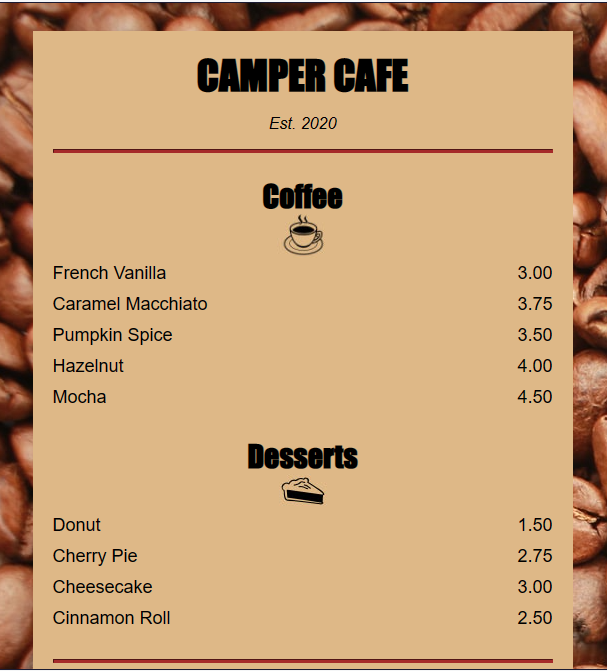 CAMPER CAFE
Est. 2020
Coffee
French Vanilla 3.00
Caramel Macchiato 3.75
Pumpkin Spice 3.50
Hazelnut 4.00
Mocha 4.50
Desserts
Donut 1.50
Cherry Pie 2.75
Cheesecake 3.00
Cinnamon Roll 2.50